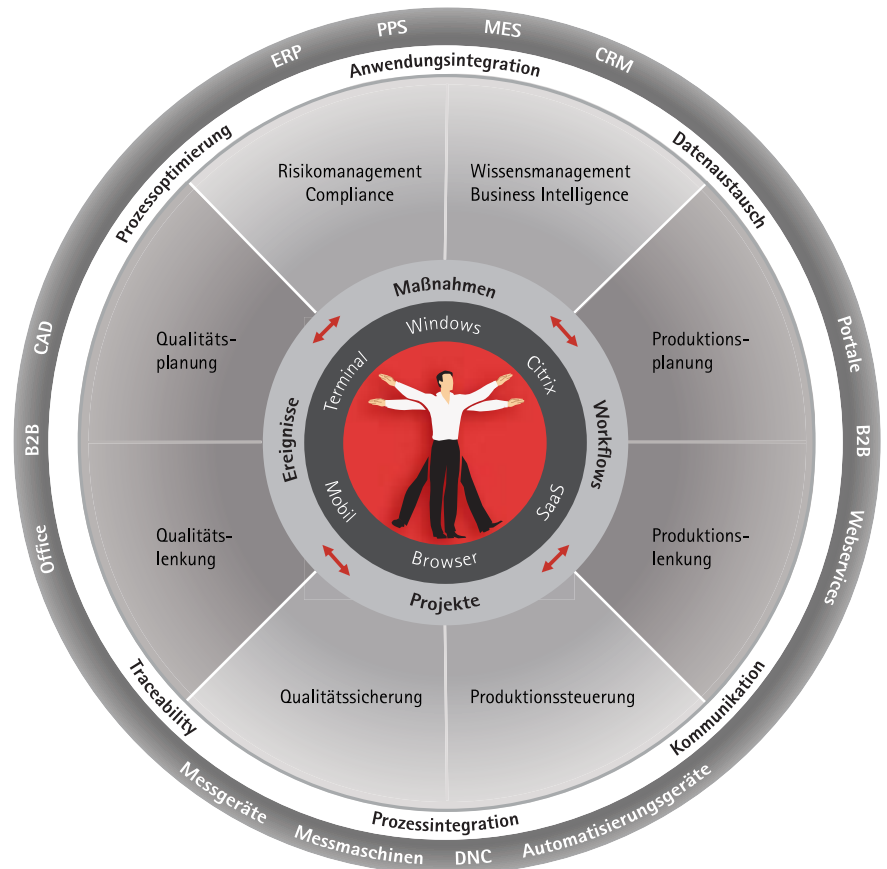 ERP
PPS
MES
CRM
Portale
B2B
Webservices
Automatisierungsgeräte
DNC
Messmaschinen
Messgeräte
Office
B2B
CAD
Anwendungsintegration
Datenaustausch
Kommunikation
Prozessintegration
Traceability
Prozessoptimierung
Risikomanagement
Compliance
Wissensmanagement
Business Intelligence
Produktions-
planung
Produktions-
lenkung
Produktionssteuerung
Qualitätssicherung
Qualitäts-
lenkung
Qualitäts-
planung
Maßnahmen
Workflows
Projekte
Ereignisse
Windows
Citrix
SaaS
Browser
Mobil
Terminal